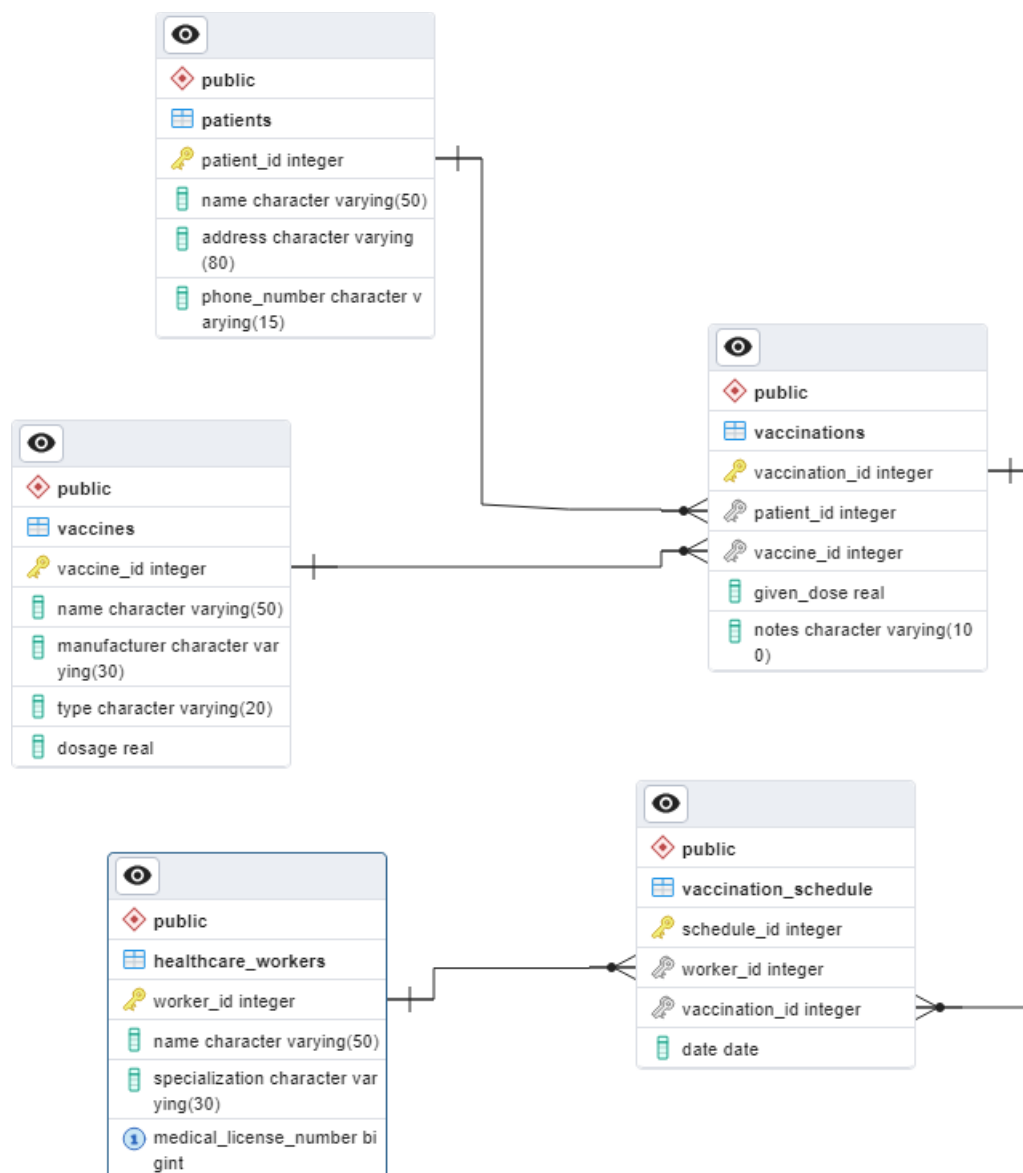 public
patients
patient_id integer
name character varying(50)
address character varying
(80)
phone_number character v
arying(15)
public
vaccines
vaccine_id integer
name character varying(50)
manufacturer character var
ying(30)
type character varying(20)
dosage real
public
vaccinations
vaccination_id integer
patient_id integer
vaccine_id integer
given_dose real
notes character varying(10
0)
public
healthcare_workers
worker_id integer
name character varying(50)
specialization character var
ying(30)
1
medical_license_number bi
gint
public
vaccination_schedule
schedule_id integer
worker_id integer
vaccination_id integer
date date